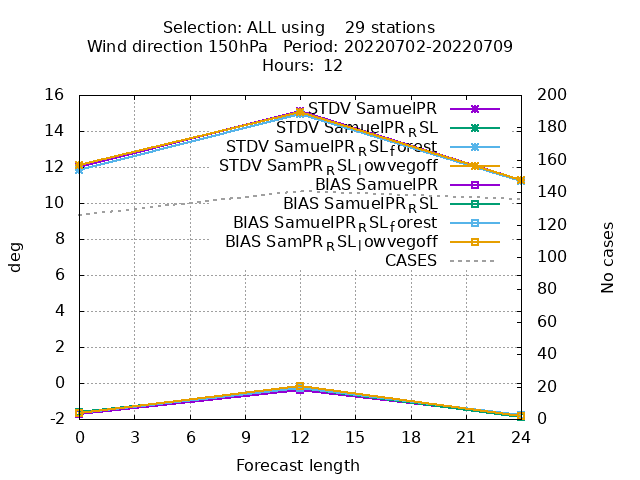 Selection: ALL using    29 stations
Wind direction 150hPa   Period: 20220702-20220709
Hours:  12
16
14
12
10
8
6
4
2
0
-2
200
180
160
140
120
100
80
60
40
20
0
deg
No cases
STDV SamuelPR
STDV SamuelPR_RSL
STDV SamuelPR_RSL_forest
STDV SamPR_RSL_lowvegoff
BIAS SamuelPR
BIAS SamuelPR_RSL
BIAS SamuelPR_RSL_forest
BIAS SamPR_RSL_lowvegoff
CASES
0 3 6 9 12 15 18 21 24
Forecast length